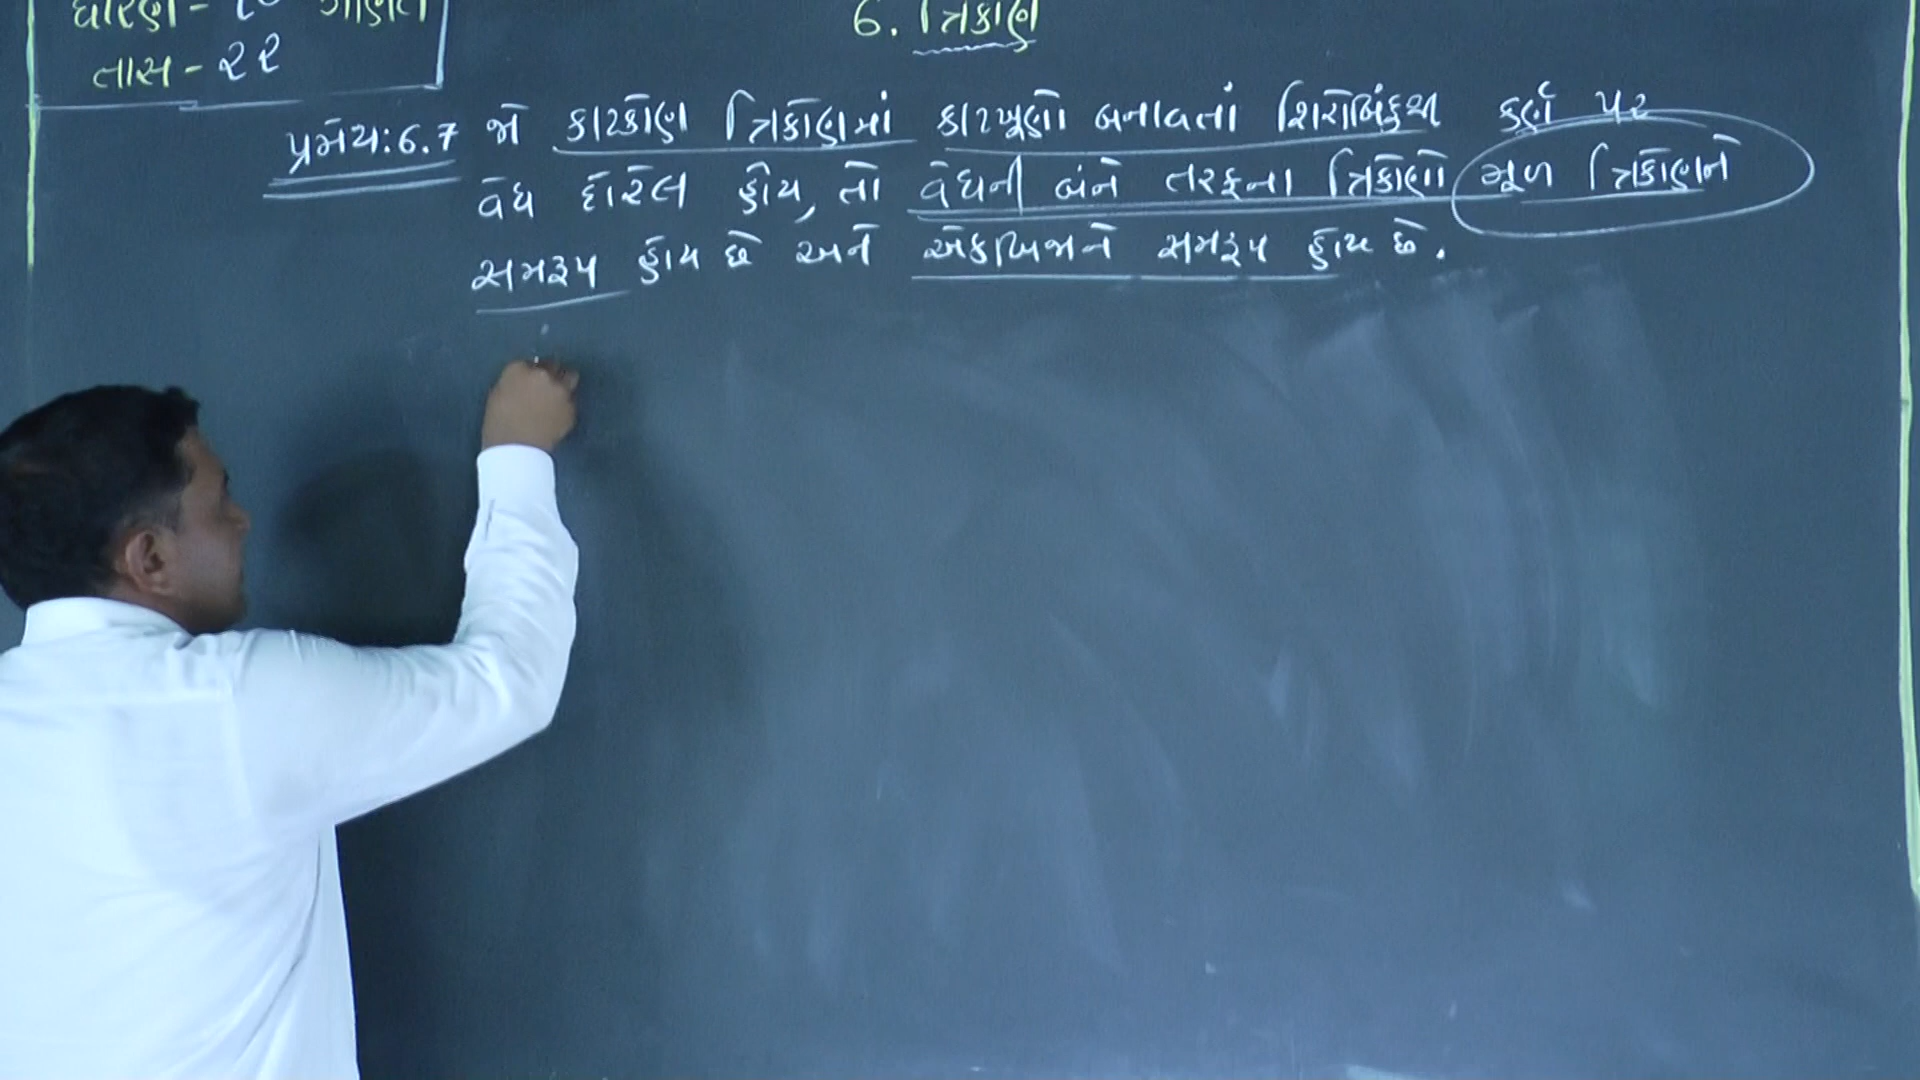 ધોરણ - ૧૦ ગણિત
તાસ - ૨૨
6. ત્રિકોણ
પ્રમેય: 6.7 જો કાટકોણ ત્રિકોણમાં કાટખૂણો બનાવતાં શિરોબિંદુથી કર્ણ પર
વેધ દોરેલ હોય, તો વેધની બંને તરફના ત્રિકોણો મૂળ ત્રિકોણને
સમરૂપ હોય છે અને એકબીજાને સમરૂપ હોય છે.